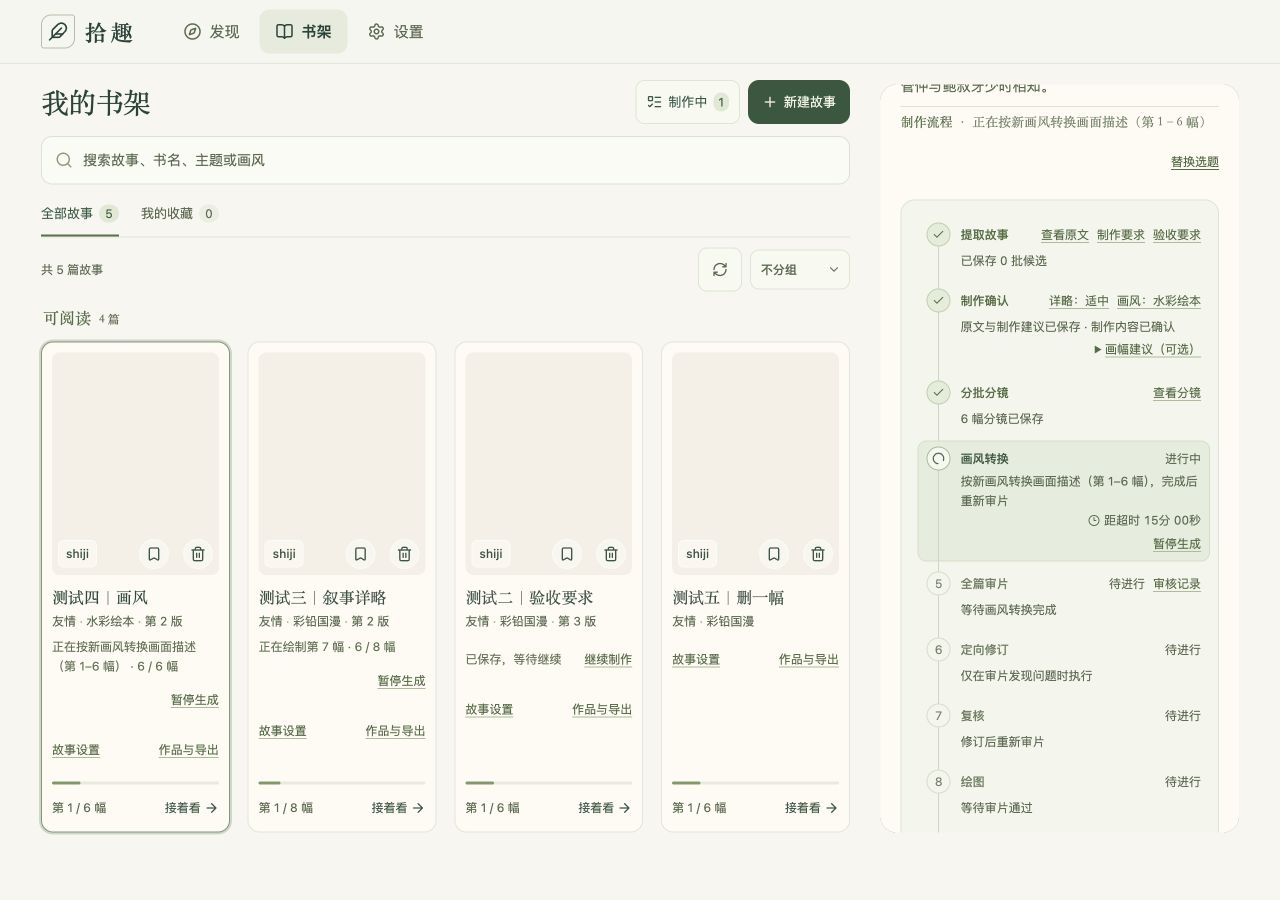 拾趣
发现
书架
设置
我的书架
制作中 1
新建故事
搜索故事、书名、主题或画风
全部故事 5
我的收藏 0
共 5 篇故事
不分组
可阅读 4 篇
shiji
测试四｜画风
友情 · 水彩绘本 · 第 2 版
正在按新画风转换画面描述
（第 1–6 幅） · 6 / 6 幅
暂停生成
故事设置
作品与导出
第 1 / 6 幅
接着看
shiji
测试三｜叙事详略
友情 · 彩铅国漫 · 第 2 版
正在绘制第 7 幅 · 6 / 8 幅
暂停生成
故事设置
作品与导出
第 1 / 8 幅
接着看
shiji
测试二｜验收要求
友情 · 彩铅国漫 · 第 3 版
已保存，等待继续
继续制作
故事设置
作品与导出
第 1 / 6 幅
接着看
shiji
测试五｜删一幅
友情 · 彩铅国漫
故事设置
作品与导出
第 1 / 6 幅
接着看
管仲与鲍叔牙少时相知。
制作流程 · 正在按新画风转换画面描述（第 1 – 6 幅）
替换选题
提取故事 查看原文 制作要求 验收要求
已保存 0 批候选
制作确认 详略：适中 画风：水彩绘本
原文与制作建议已保存 · 制作内容已确认
画幅建议（可选）
分批分镜 查看分镜
6 幅分镜已保存
画风转换 进行中
按新画风转换画面描述（第 1–6 幅），完成后
重新审片
距超时 15分 00秒
暂停生成
5 全篇审片 待进行 审核记录
等待画风转换完成
6 定向修订 待进行
仅在审片发现问题时执行
7 复核 待进行
修订后重新审片
8 绘图 待进行
等待审片通过